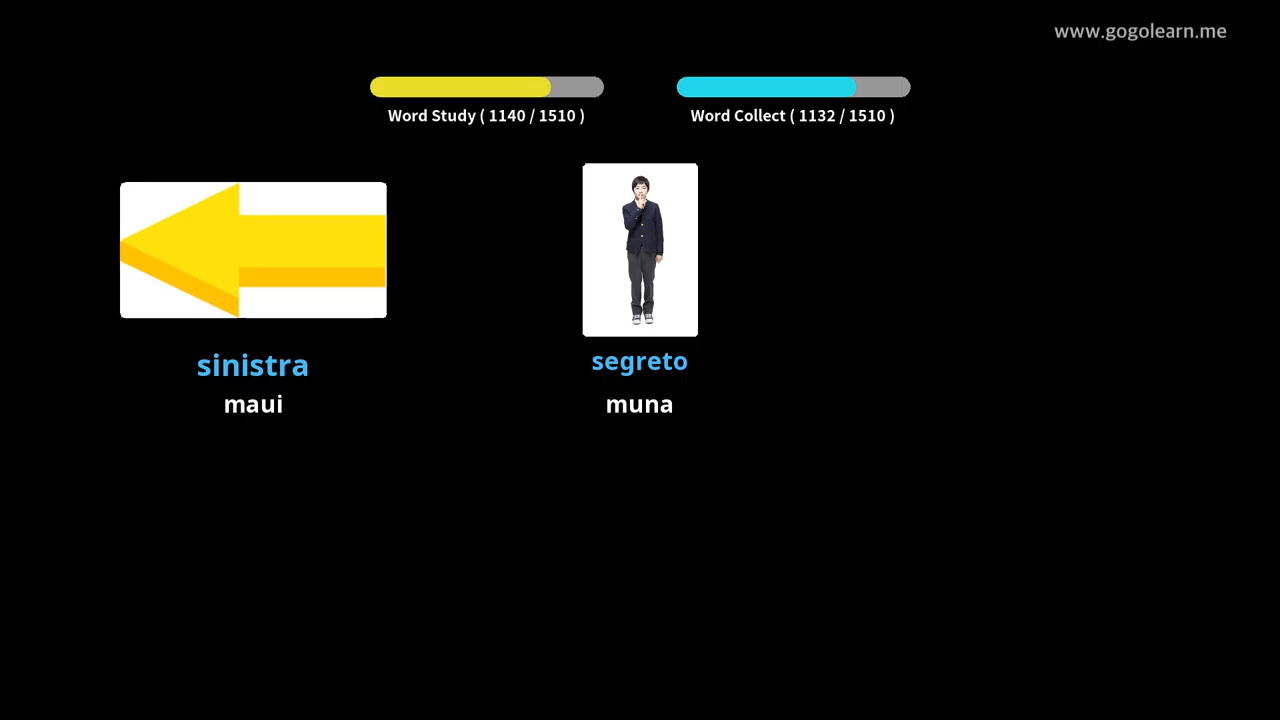 www.gogolearn.me
Word Study ( 1140 / 1510 )
Word Collect ( 1132 / 1510 )
sinistra
maui
segreto
muna